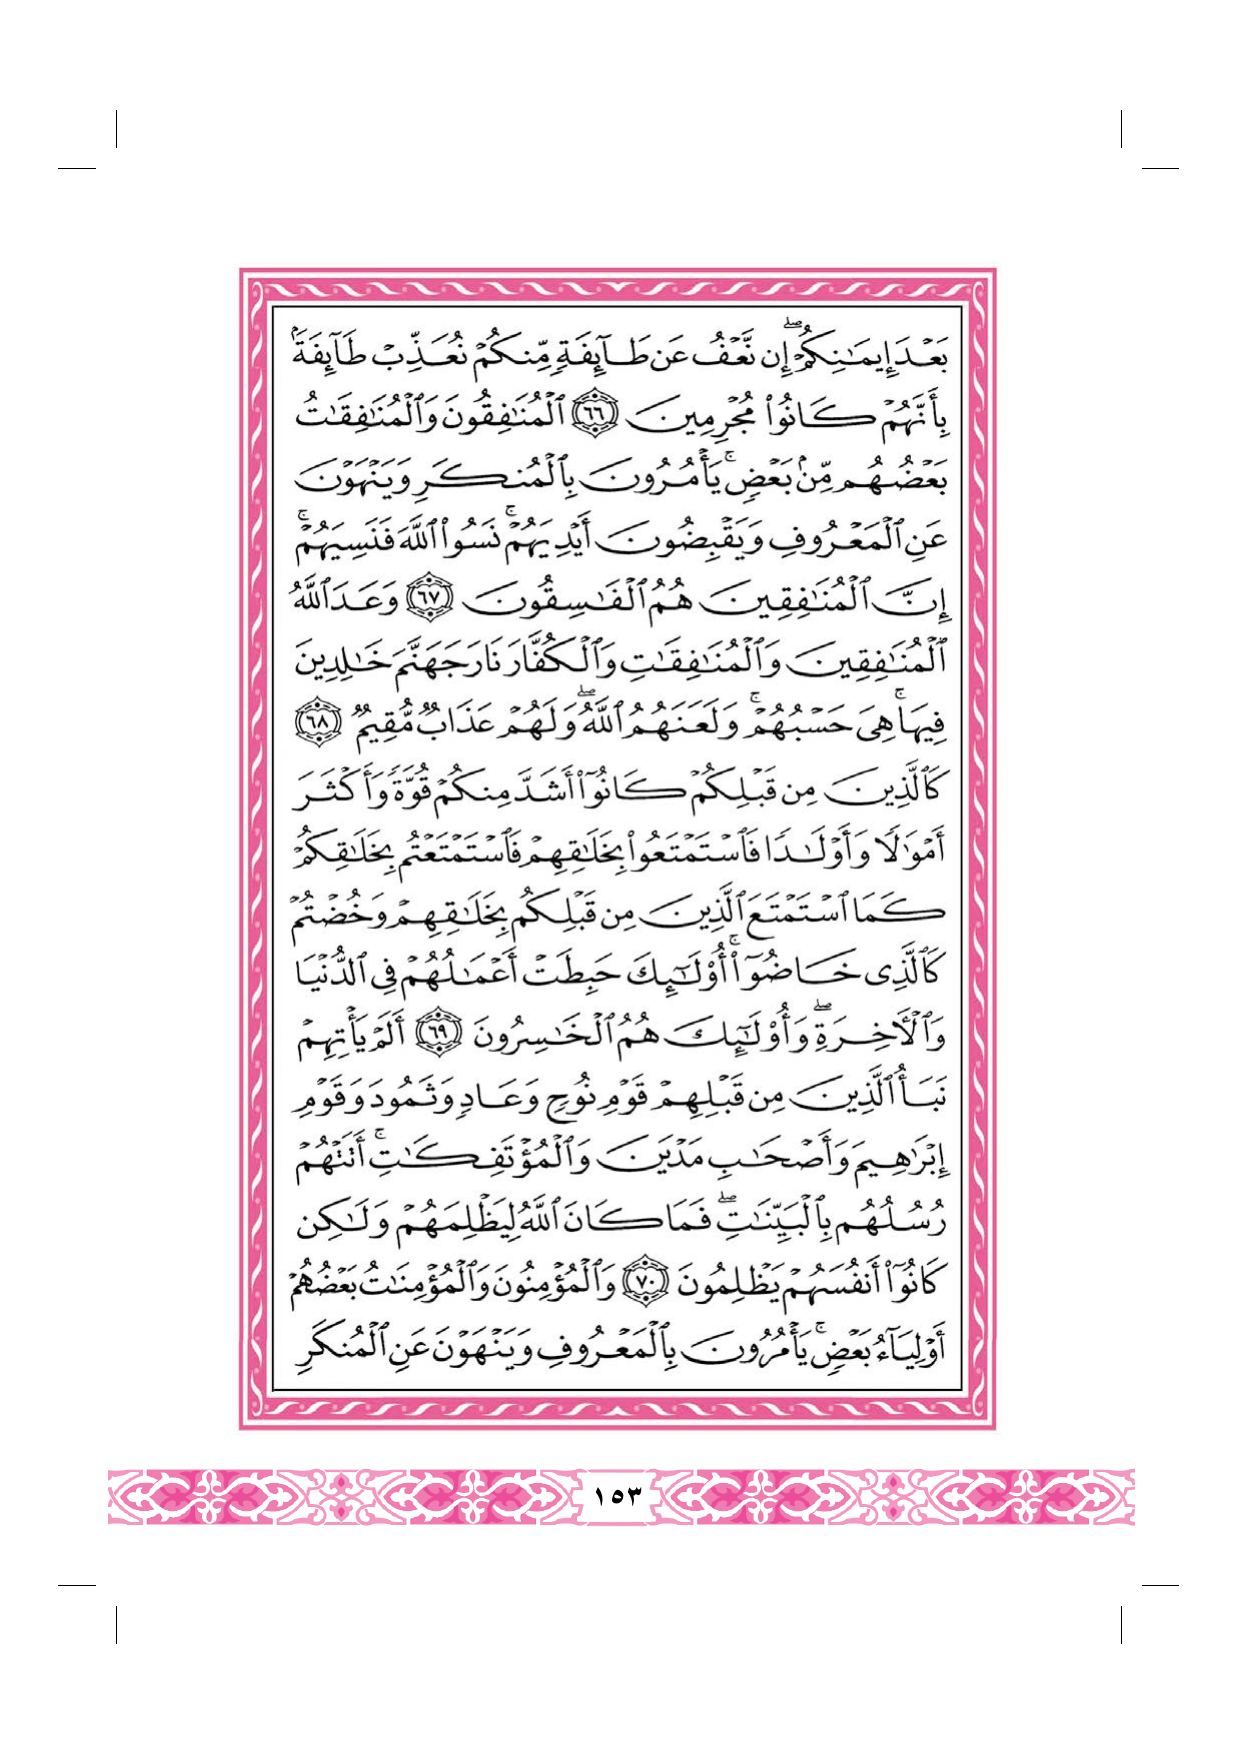 بَعۡدَ إِيمَٰنِكُمۡۚ إِن نَّعۡفُ عَن طَآئِفَةٖ مِّنكُمۡ نُعَذِّبۡ طَآئِفَةَۢ
بِأَنَّهُمۡ كَانُواْ مُجۡرِمِينَ ٦٦ ٱلۡمُنَٰفِقُونَ وَٱلۡمُنَٰفِقَٰتُ
بَعۡضُهُم مِّنۢ بَعۡضٖۚ يَأۡمُرُونَ بِٱلۡمُنكَرِ وَيَنۡهَوۡنَ
عَنِ ٱلۡمَعۡرُوفِ وَيَقۡبِضُونَ أَيۡدِيَهُمۡۚ نَسُواْ ٱللَّهَ فَنَسِيَهُمۡۚ
إِنَّ ٱلۡمُنَٰفِقِينَ هُمُ ٱلۡفَٰسِقُونَ ٦٧ وَعَدَ ٱللَّهُ
ٱلۡمُنَٰفِقِينَ وَٱلۡمُنَٰفِقَٰتِ وَٱلۡكُفَّارَ نَارَ جَهَنَّمَ خَٰلِدِينَ
فِيهَاۚ هِيَ حَسۡبُهُمۡۚ وَلَعَنَهُمُ ٱللَّهُۖ وَلَهُمۡ عَذَابٞ مُّقِيمٞ ٦٨
كَٱلَّذِينَ مِن قَبۡلِكُمۡ كَانُوٓاْ أَشَدَّ مِنكُمۡ قُوَّةٗ وَأَكۡثَرَ
أَمۡوَٰلٗا وَأَوۡلَٰدٗا فَٱسۡتَمۡتَعُواْ بِخَلَٰقِهِمۡ فَٱسۡتَمۡتَعۡتُم بِخَلَٰقِكُمۡ
كَمَا ٱسۡتَمۡتَعَ ٱلَّذِينَ مِن قَبۡلِكُم بِخَلَٰقِهِمۡ وَخُضۡتُمۡ
كَٱلَّذِي خَاضُوٓاْۚ أُوْلَٰٓئِكَ حَبِطَتۡ أَعۡمَٰلُهُمۡ فِي ٱلدُّنۡيَا
وَٱلۡأٓخِرَةِۖ وَأُوْلَٰٓئِكَ هُمُ ٱلۡخَٰسِرُونَ ٦٩ أَلَمۡ يَأۡتِهِمۡ
نَبَأُ ٱلَّذِينَ مِن قَبۡلِهِمۡ قَوۡمِ نُوحٖ وَعَادٖ وَثَمُودَ وَقَوۡمِ
إِبۡرَٰهِيمَ وَأَصۡحَٰبِ مَدۡيَنَ وَٱلۡمُؤۡتَفِكَٰتِۚ أَتَتۡهُمۡ
رُسُلُهُم بِٱلۡبَيِّنَٰتِۖ فَمَا كَانَ ٱللَّهُ لِيَظۡلِمَهُمۡ وَلَٰكِن
كَانُوٓاْ أَنفُسَهُمۡ يَظۡلِمُونَ ٧٠ وَٱلۡمُؤۡمِنُونَ وَٱلۡمُؤۡمِنَٰتُ بَعۡضُهُمۡ
أَوۡلِيَآءُ بَعۡضٖۚ يَأۡمُرُونَ بِٱلۡمَعۡرُوفِ وَيَنۡهَوۡنَ عَنِ ٱلۡمُنكَرِ
١٥٣